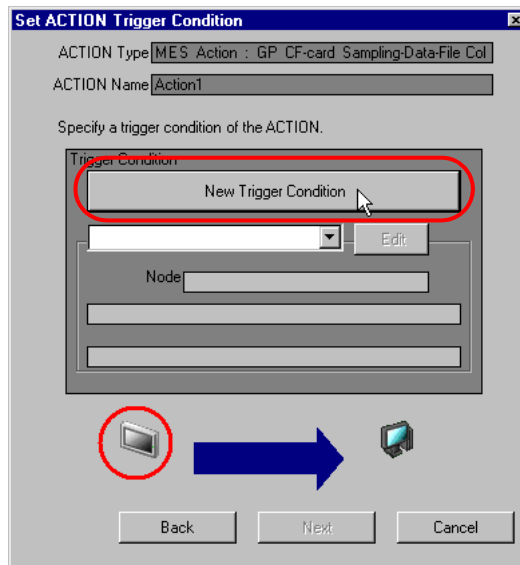 Set ACTION Trigger Condition
ACTION Type MES Action : GP CF-card Sampling-Data-File Col
ACTION Name Action1
Specify a trigger condition of the ACTION.
Trigger Condition
New Trigger Condition
Edit
Node
Back Next Cancel